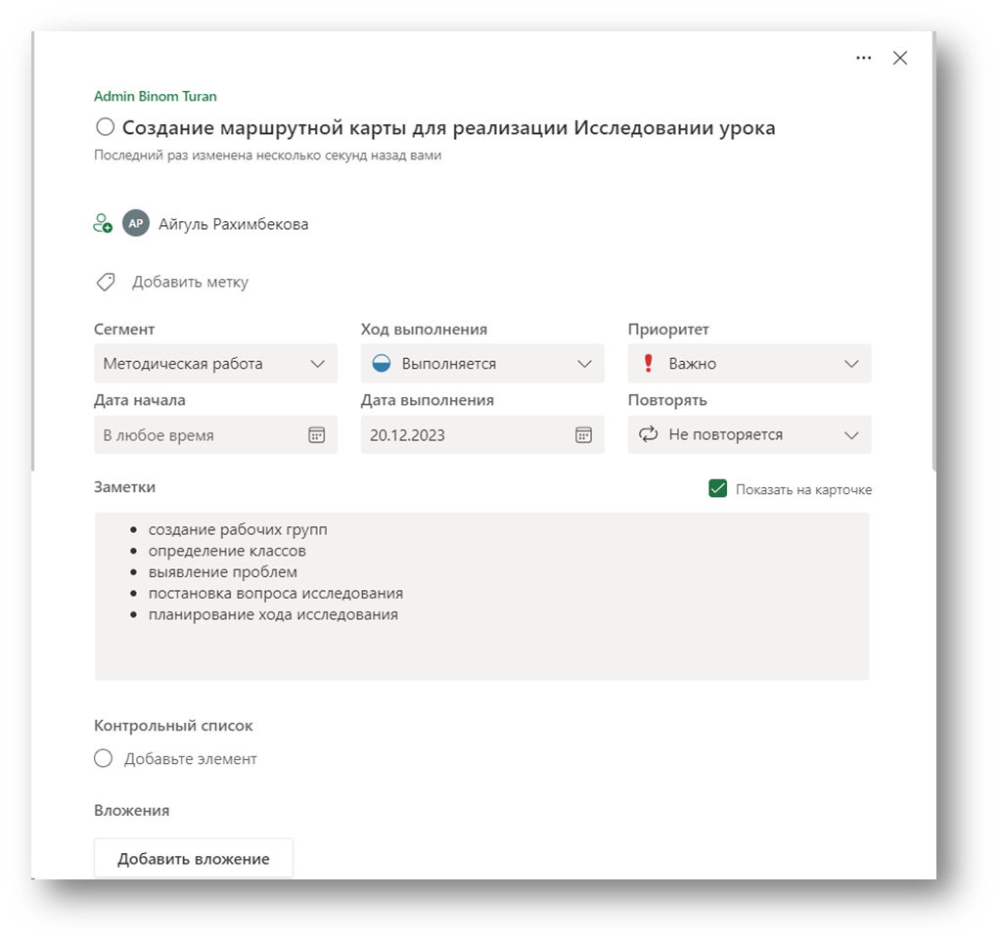 Admin Binom Turan
Создание маршрутной карты для реализации Исследовании урока
Последний раз изменена несколько секунд назад вами
АР Айгуль Рахимбекова
Добавить метку
Сегмент Ход выполнения Приоритет
Методическая работа Выполняется Важно
Дата начала Дата выполнения Повторять
В любое время 20.12.2023 Не повторяется
Заметки Показать на карточке
• создание рабочих групп
• определение классов
• выявление проблем
• постановка вопроса исследования
• планирование хода исследования
Контрольный список
Добавьте элемент
Вложения
Добавить вложение